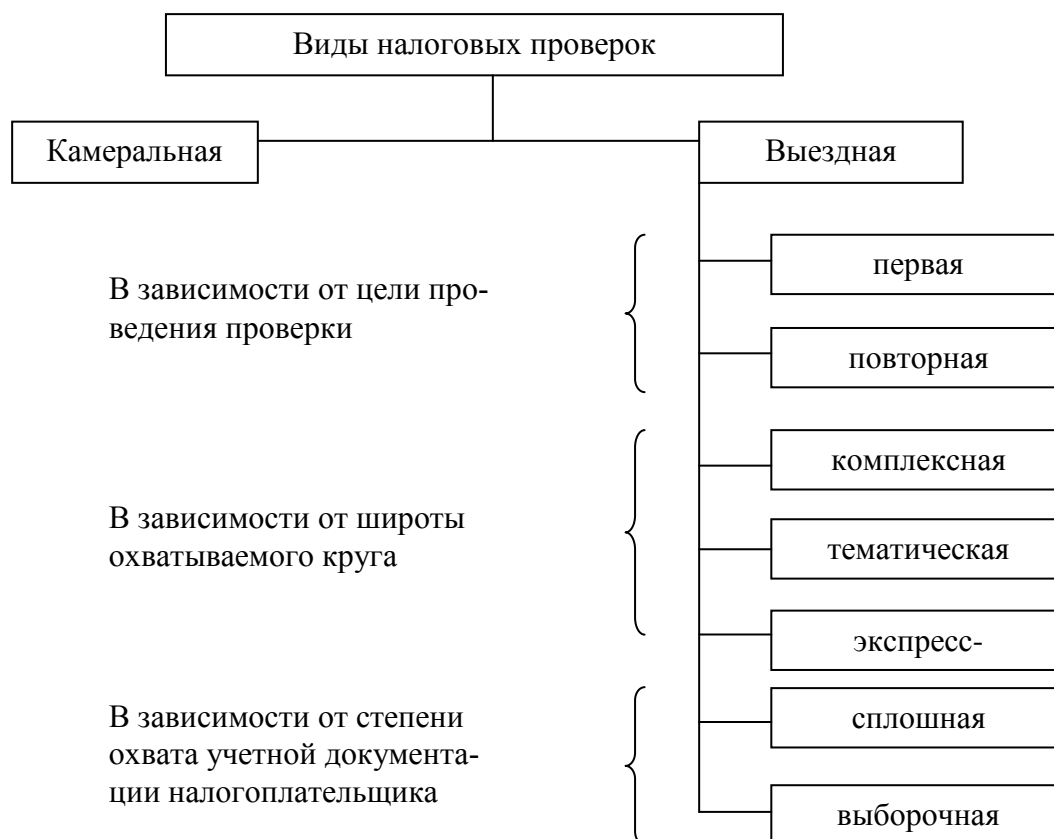 Виды налоговых проверок
Камеральная
Выездная
В зависимости от цели про-
ведения проверки
первая
повторная
В зависимости от широты
охватываемого круга
комплексная
тематическая
экспресс-
В зависимости от степени
охвата учетной документа-
ции налогоплательщика
сплошная
выборочная